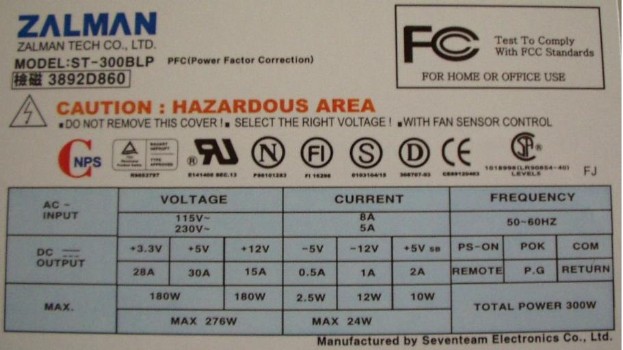 ZALMAN
ZALMAN TECH CO., LTD.
MODEL:ST-300BLP PFC(Power Factor Correction)
檢磁 3892D860
FC Test To Comply
With FCC Standards
FOR HOME OR OFFICE USE
CAUTION : HAZARDOUS AREA
■DO NOT REMOVE THIS COVER ! ■ SELECT THE RIGHT VOLTAGE ! ■WITH FAN SENSOR CONTROL
CNPS
N FI S D CE
FJ
AC - INPUT VOLTAGE CURRENT FREQUENCY
115V~ 8A 50-60HZ
230V~ 5A
DC OUTPUT +3.3V +5V +12V -5V -12V +5V SB PS-ON POK COM
28A 30A 15A 0.5A 1A 2A REMOTE P.G RETURN
MAX. 180W 180W 2.5W 12W 10W TOTAL POWER 300W
MAX 276W MAX 24W
Manufactured by Seventeam Electronics Co., Ltd.